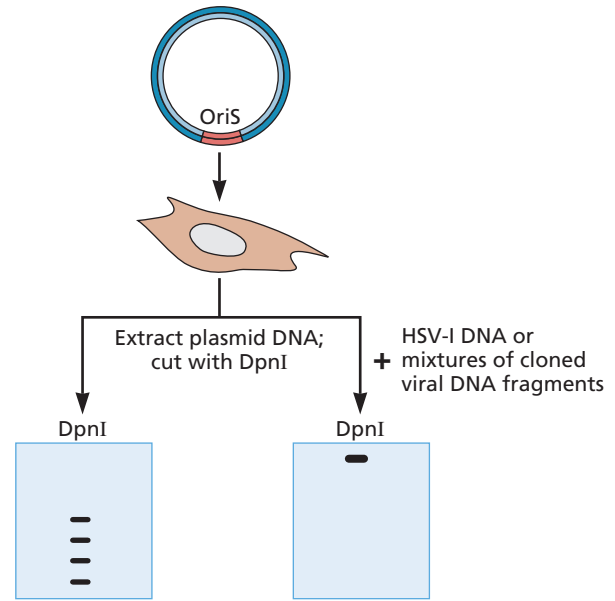 OriS
Extract plasmid DNA;
cut with DpnI
+
HSV-I DNA or
mixtures of cloned
viral DNA fragments
DpnI
DpnI